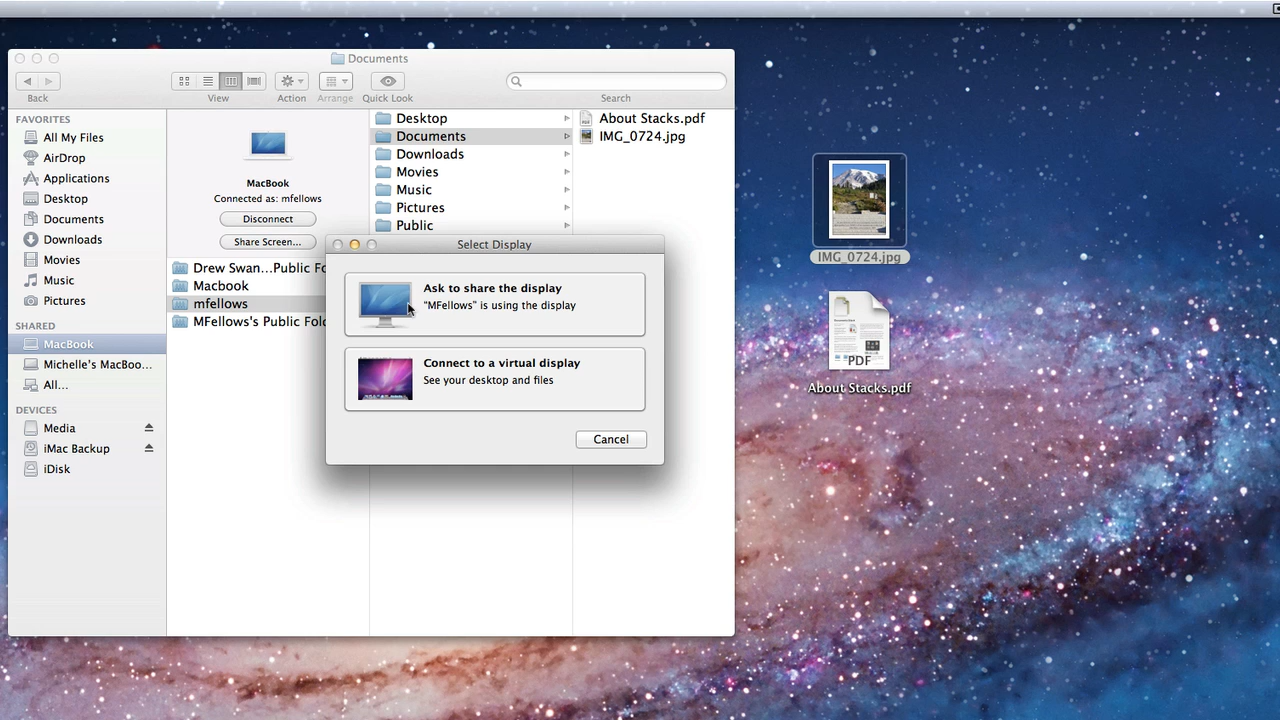 Documents
Back
View
Action
Arrange
Quick Look
Search
FAVORITES
All My Files
AirDrop
Applications
Desktop
Documents
Downloads
Movies
Music
Pictures
SHARED
MacBook
Michelle's MacBoo...
All...
DEVICES
Media
iMac Backup
iDisk
MacBook
Connected as: mfellows
Disconnect
Share Screen...
Drew Swan...Public Fo
Macbook
mfellows
MFellows's Public Fold
Desktop
Documents
Downloads
Movies
Music
Pictures
Public
About Stacks.pdf
IMG_0724.jpg
Select Display
Ask to share the display
"MFellows" is using the display
Connect to a virtual display
See your desktop and files
Cancel
IMG_0724.jpg
PDF
About Stacks.pdf